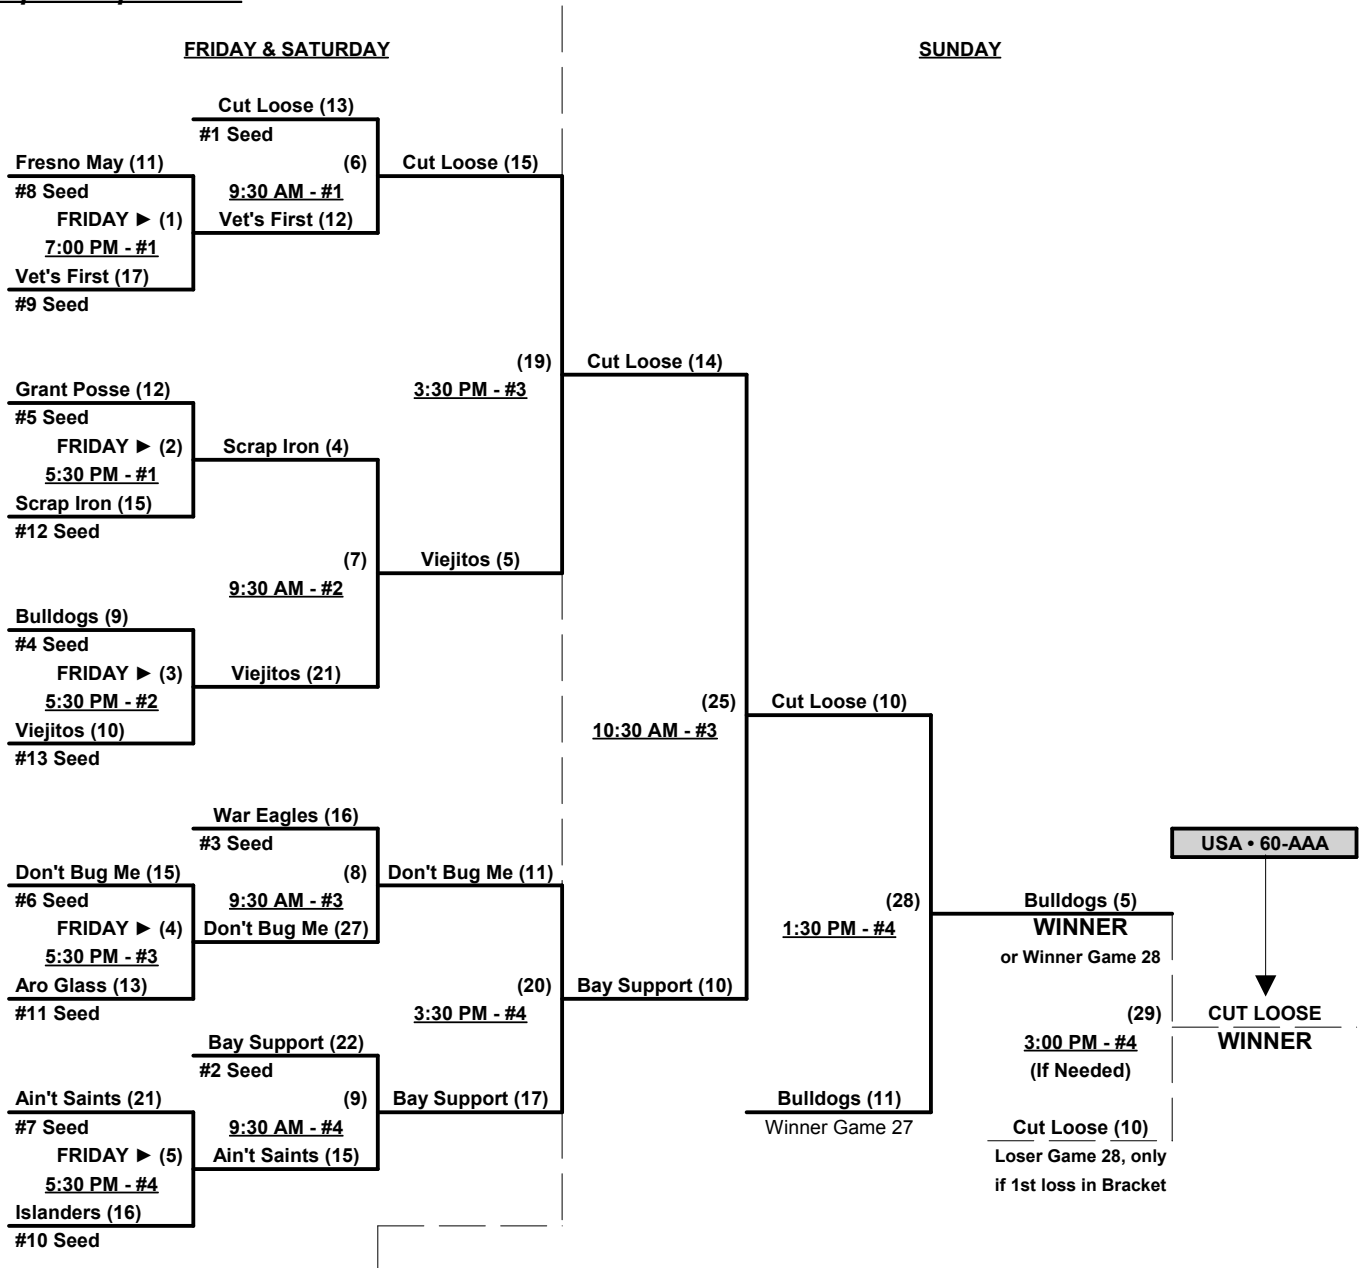 FRIDAY & SATURDAY
SUNDAY
Cut Loose (13)
#1 Seed
Fresno May (11)
(6)
Cut Loose (15)
#8 Seed
9:30 AM - #1
FRIDAY ► (1)
Vet's First (12)
7:00 PM - #1
Vet's First (17)
#9 Seed
(19)
Cut Loose (14)
Grant Posse (12)
3:30 PM - #3
#5 Seed
FRIDAY ► (2)
Scrap Iron (4)
5:30 PM - #1
Scrap Iron (15)
#12 Seed
(7)
Viejitos (5)
9:30 AM - #2
Bulldogs (9)
#4 Seed
FRIDAY ► (3)
Viejitos (21)
5:30 PM - #2
(25)
Cut Loose (10)
Viejitos (10)
10:30 AM - #3
#13 Seed
War Eagles (16)
#3 Seed
USA • 60-AAA
Don't Bug Me (15)
(8)
Don't Bug Me (11)
#6 Seed
9:30 AM - #3
(28)
Bulldogs (5)
FRIDAY ► (4)
Don't Bug Me (27)
1:30 PM - #4
WINNER
5:30 PM - #3
or Winner Game 28
Aro Glass (13)
(20)
Bay Support (10)
#11 Seed
3:30 PM - #4
(29)
CUT LOOSE
Bay Support (22)
3:00 PM - #4
WINNER
#2 Seed
(If Needed)
Ain't Saints (21)
(9)
Bay Support (17)
Bulldogs (11)
#7 Seed
9:30 AM - #4
Winner Game 27
Cut Loose (10)
FRIDAY ► (5)
Ain't Saints (15)
Loser Game 28, only
5:30 PM - #4
if 1st loss in Bracket
Islanders (16)
#10 Seed